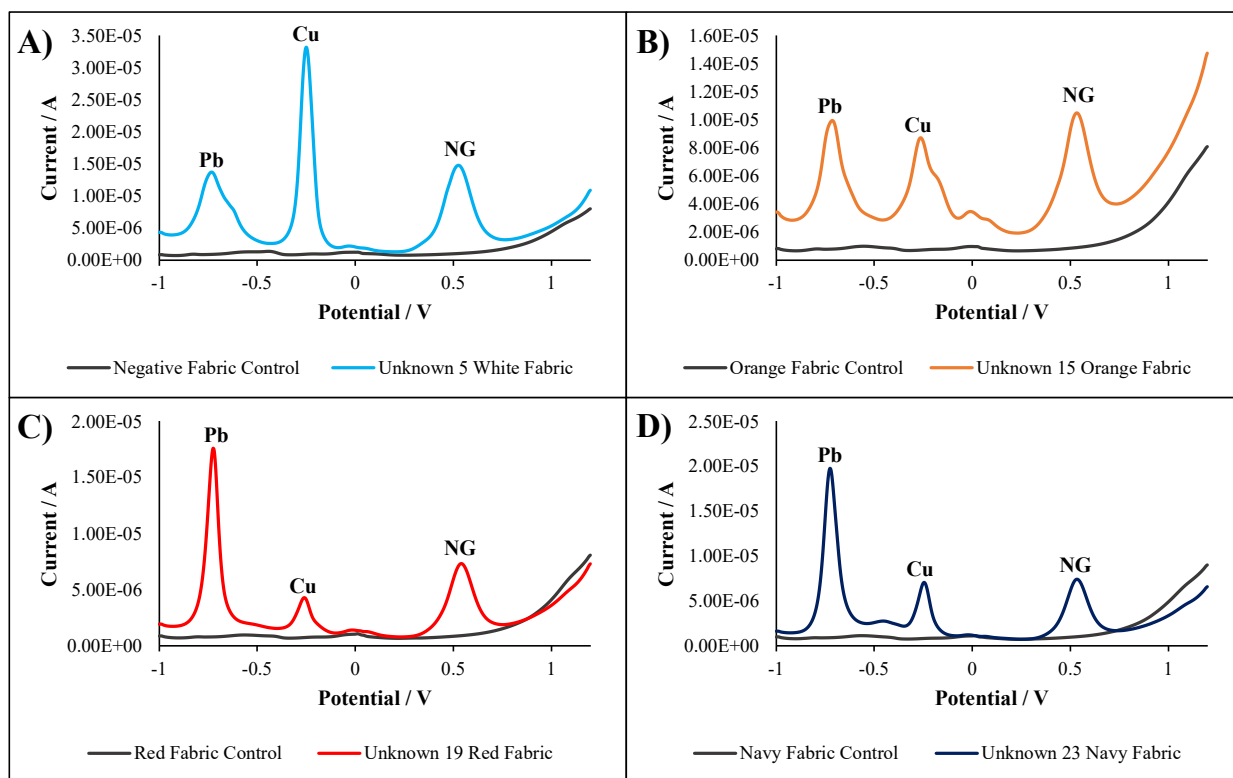 A)
Cu
Pb
NG
Current / A
3.50E-05
3.00E-05
2.50E-05
2.00E-05
1.50E-05
1.00E-05
5.00E-06
0.00E+00
-1 -0.5 0 0.5 1
Potential / V
Negative Fabric Control Unknown 5 White Fabric
B)
Pb
Cu
NG
Current / A
1.60E-05
1.40E-05
1.20E-05
1.00E-05
8.00E-06
6.00E-06
4.00E-06
2.00E-06
0.00E+00
-1 -0.5 0 0.5 1
Potential / V
Orange Fabric Control Unknown 15 Orange Fabric
C)
Pb
Cu
NG
Current / A
2.00E-05
1.50E-05
1.00E-05
5.00E-06
0.00E+00
-1 -0.5 0 0.5 1
Potential / V
Red Fabric Control Unknown 19 Red Fabric
D)
Pb
Cu
NG
Current / A
2.50E-05
2.00E-05
1.50E-05
1.00E-05
5.00E-06
0.00E+00
-1 -0.5 0 0.5 1
Potential / V
Navy Fabric Control Unknown 23 Navy Fabric